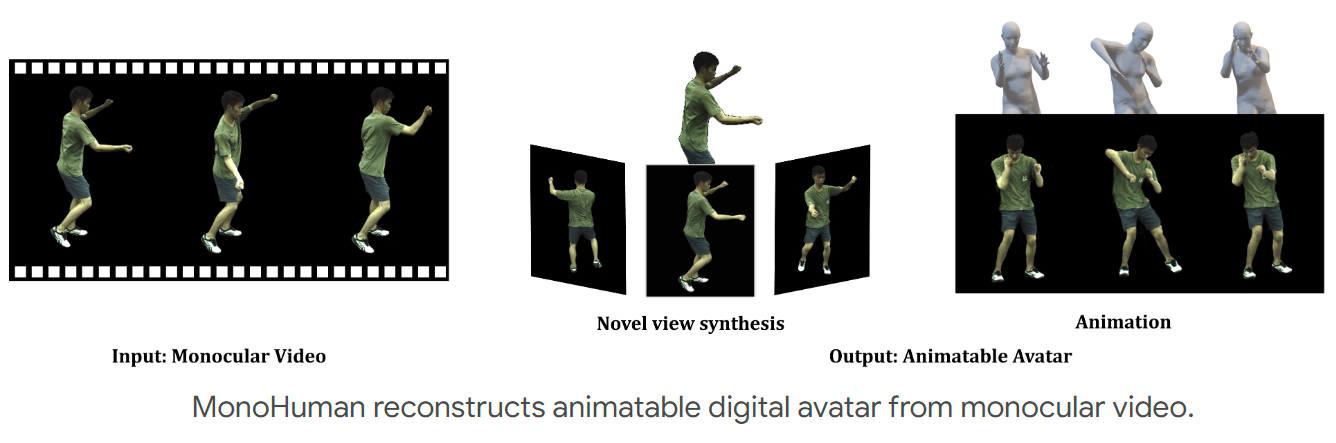 Novel view synthesis
Animation
Input: Monocular Video
Output: Animatable Avatar
MonoHuman reconstructs animatable digital avatar from monocular video.